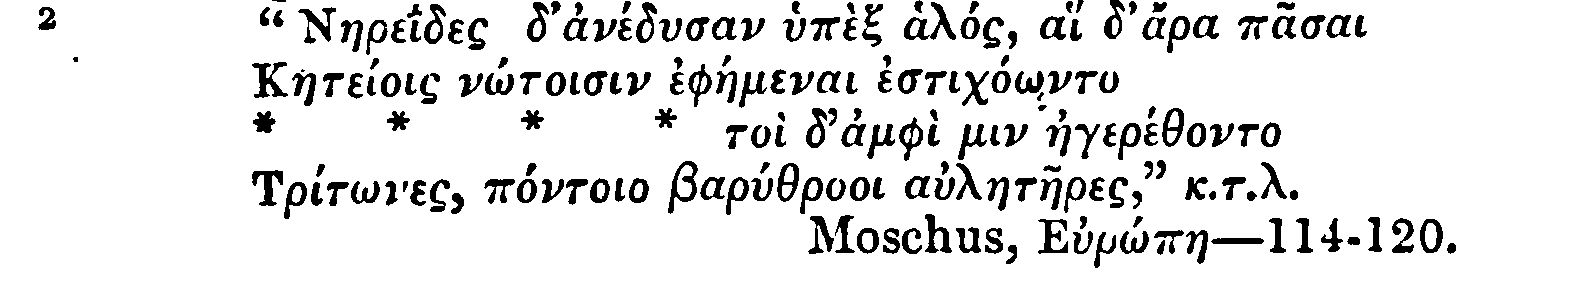 2 “Νηρεΐδες δ’ἀνέδυσαν ὑπὲξ ἁλός, αἵ δ’ἄρα πᾶσαι
Κητείοις νώτοισιν ἐφήμεναι ἐστιχόωντο
* * * * τοὶ δ’ἀμφὶ μιν ἠγερέθοντο
Τρίτωνες, πόντοιο βαρύθροοι αὐλητῆρες,” κ.τ.λ.
Moschus, Εὐρώπη—114-120.